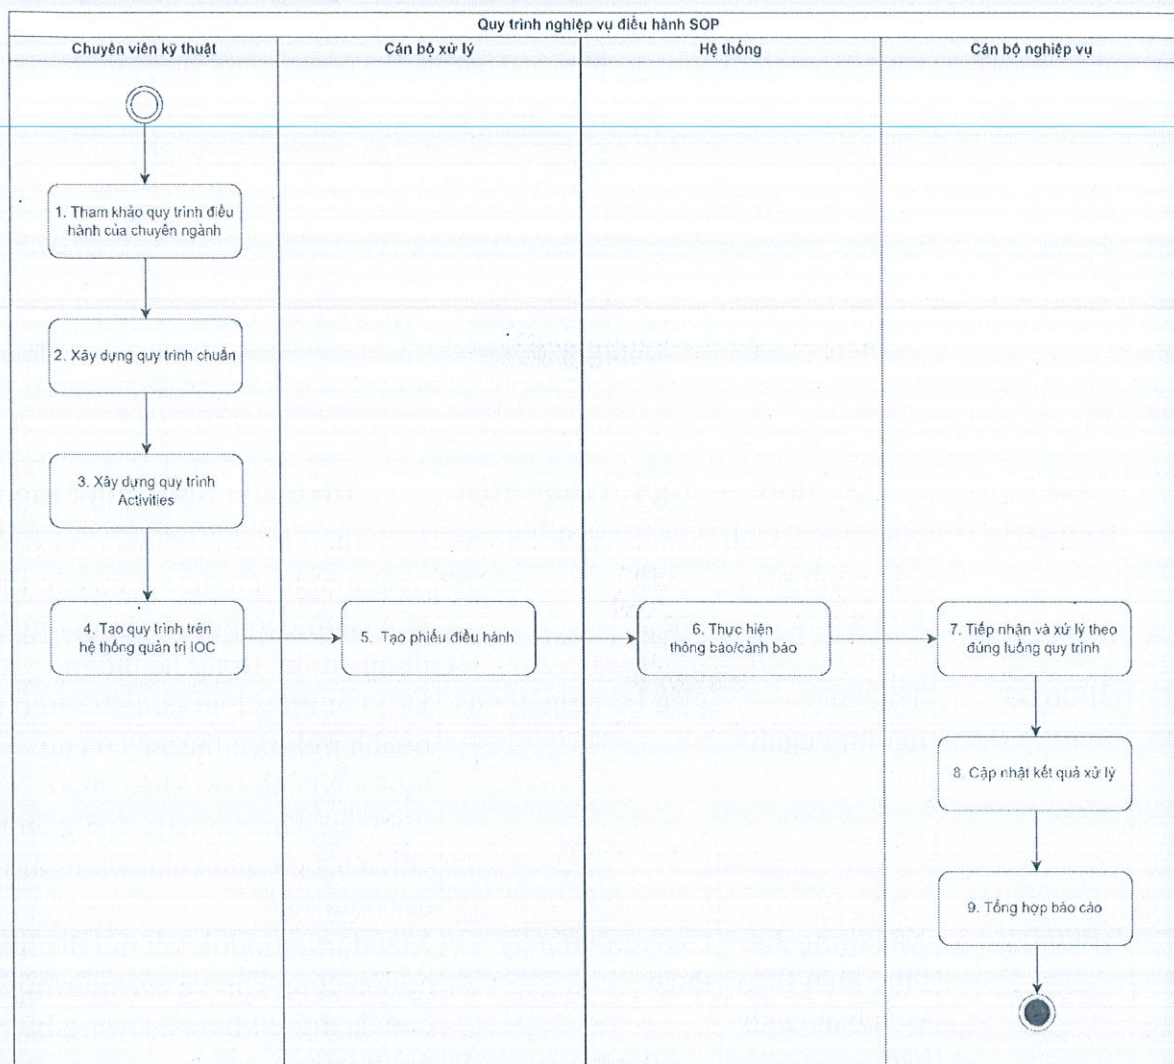 Quy trình nghiệp vụ điều hành SOP
Chuyên viên kỹ thuật
Cán bộ xử lý
Hệ thống
Cán bộ nghiệp vụ
1. Tham khảo quy trình điều
hành của chuyên ngành
2. Xây dựng quy trình chuẩn
3. Xây dựng quy trình
Activities
4. Tạo quy trình trên
hệ thống quản trị IOC
5. Tạo phiếu điều hành
6. Thực hiện
thông báo/cảnh báo
7. Tiếp nhận và xử lý theo
đúng luồng quy trình
8. Cập nhật kết quả xử lý
9. Tổng hợp báo cáo